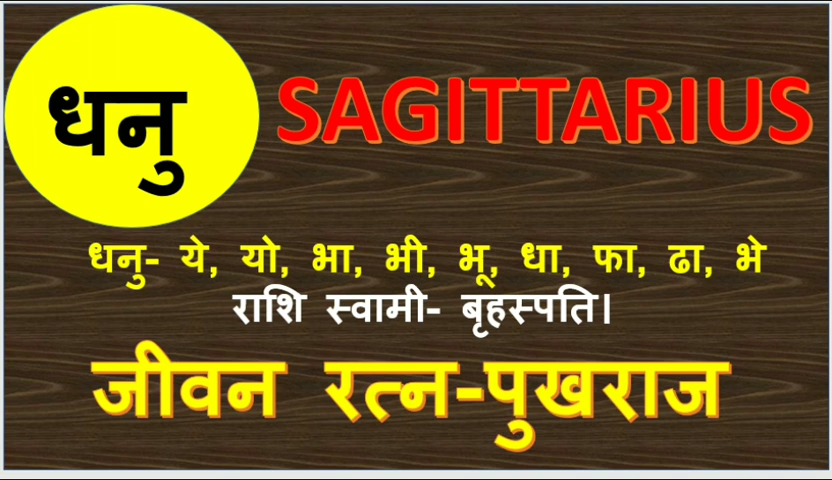 धनु
SAGITTARIUS
धनु- ये, यो, भा, भी, भू, धा, फा, ढा, भे
राशि स्वामी- बृहस्पति।
जीवन रत्न-पुखराज